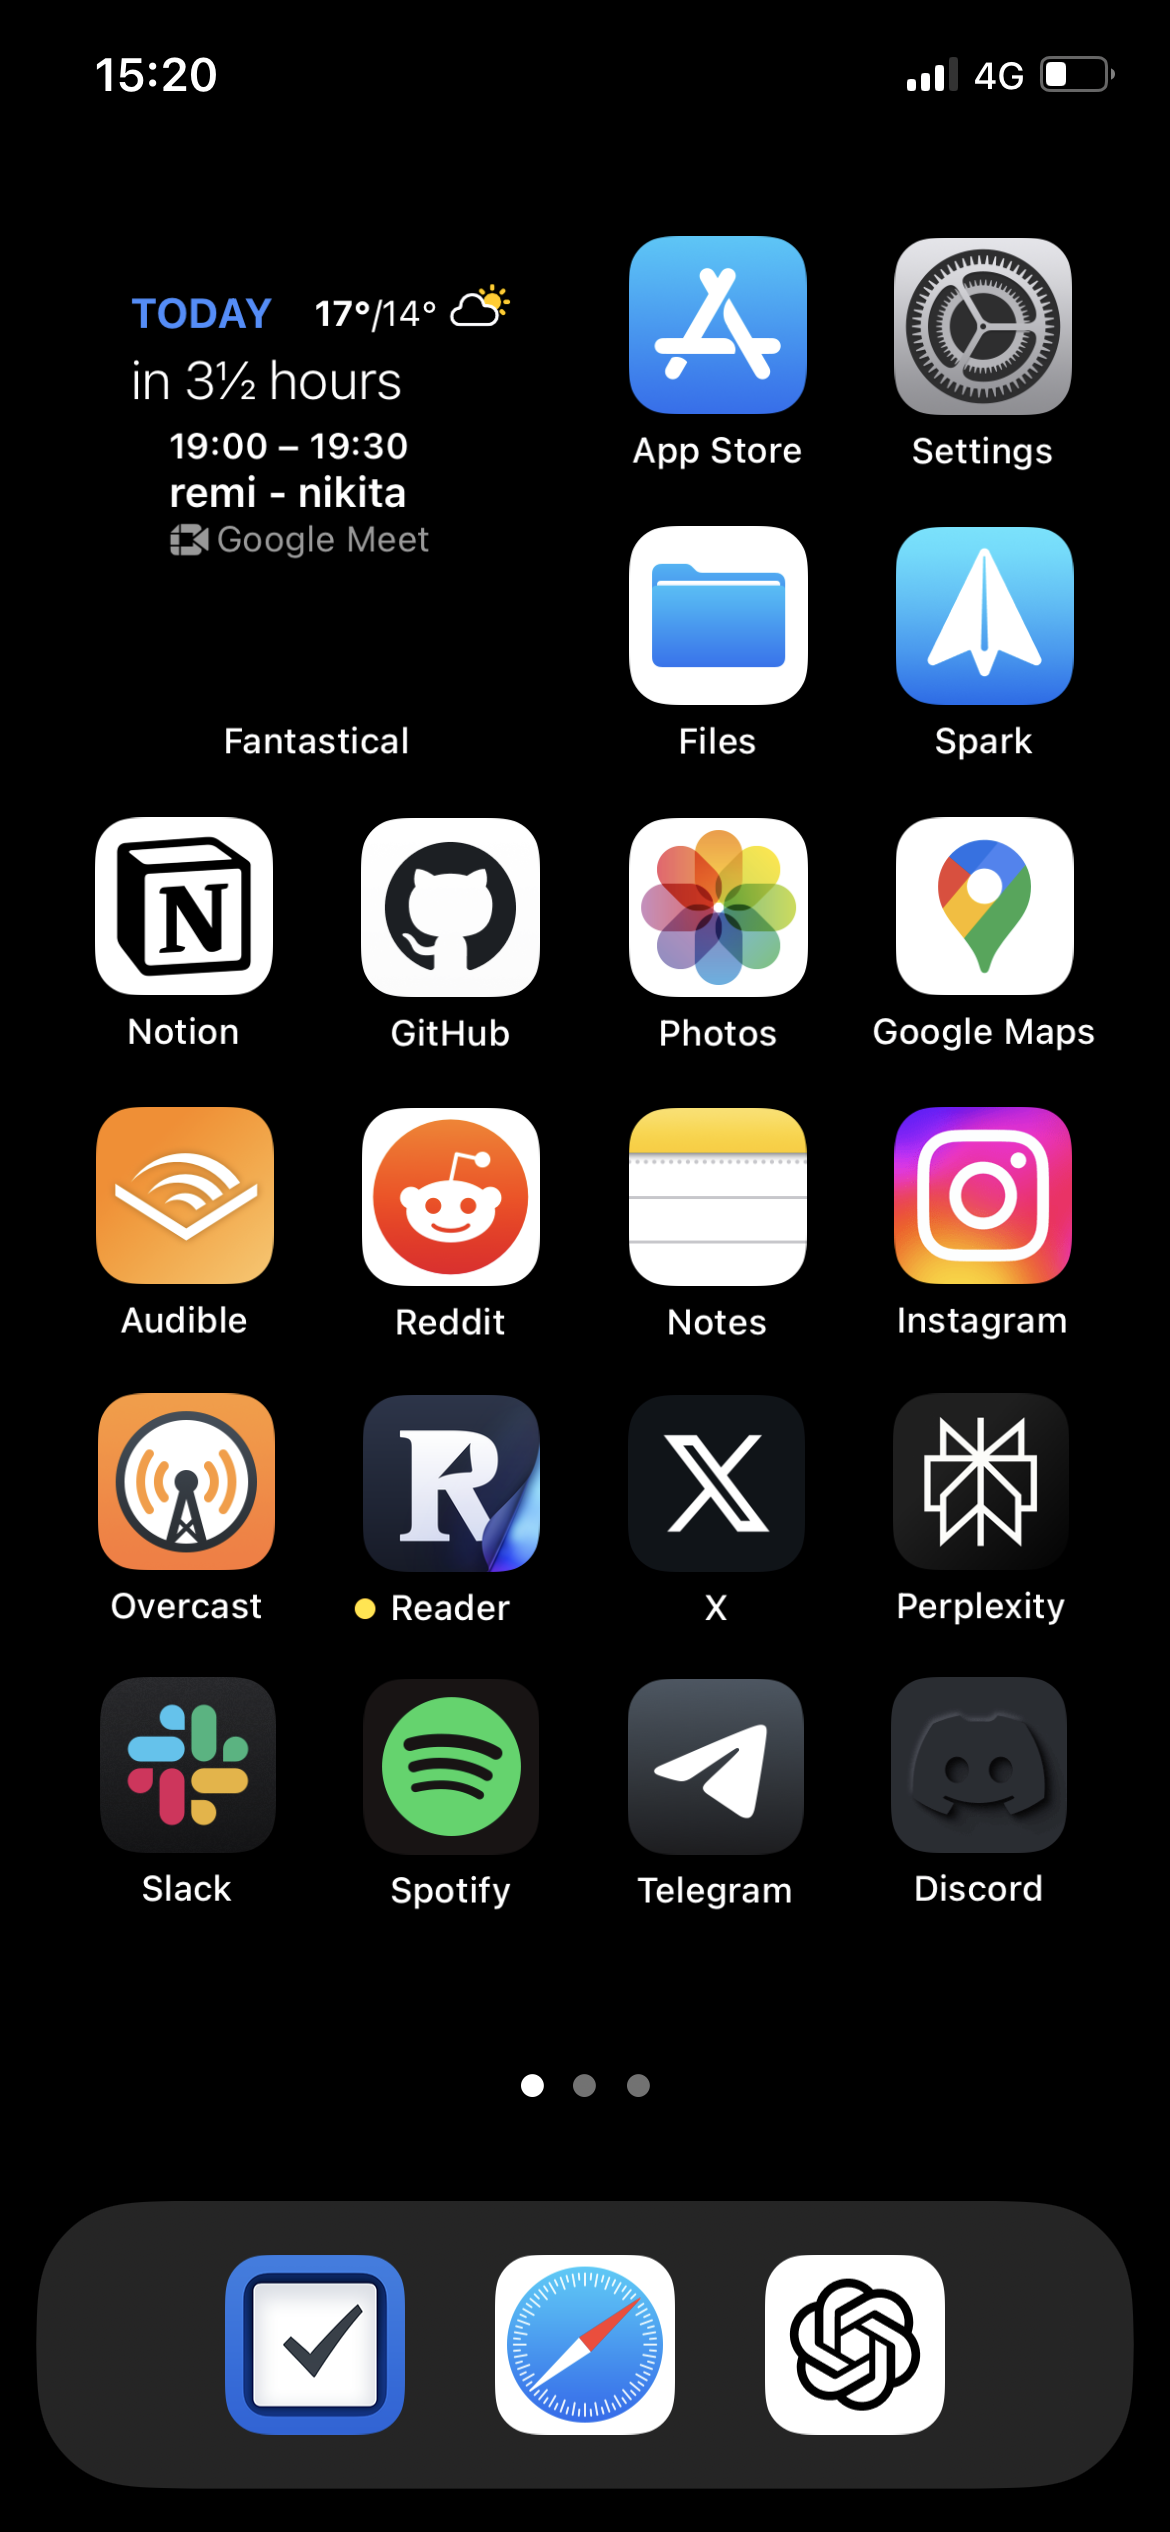 15:20 4G
TODAY 17°/14°
in 3½ hours
19:00 – 19:30
remi - nikita
Google Meet
Fantastical
App Store Settings
Files Spark
Notion GitHub Photos Google Maps
Audible Reddit Notes Instagram
Overcast Reader X Perplexity
Slack Spotify Telegram Discord